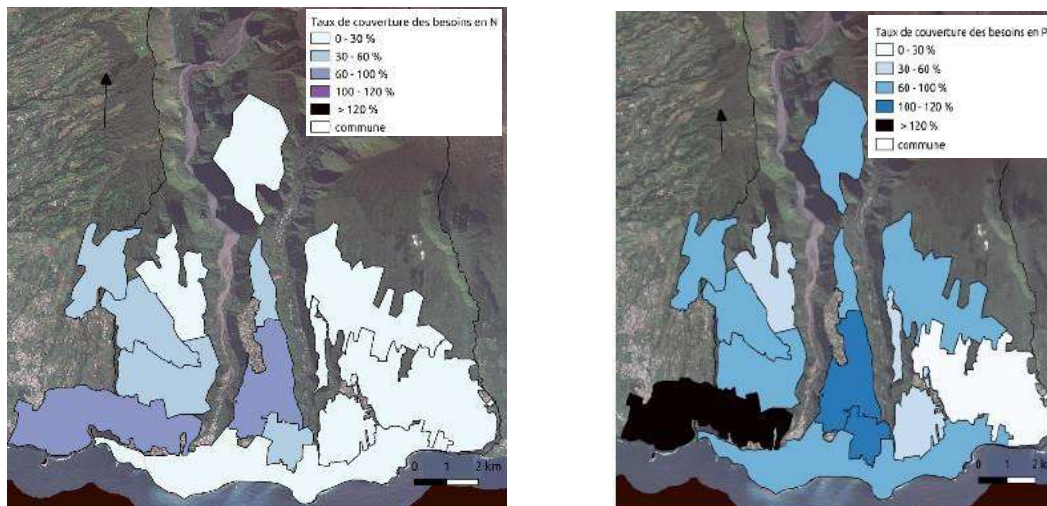 Taux de couverture des besoins en N
0 - 30 %
30 - 60 %
60 - 100 %
100 - 120 %
> 120 %
commune
0 1 2 km
Taux de couverture des besoins en P
0 - 30 %
30 - 60 %
60 - 100 %
100 - 120 %
> 120 %
commune
0 1 2 km